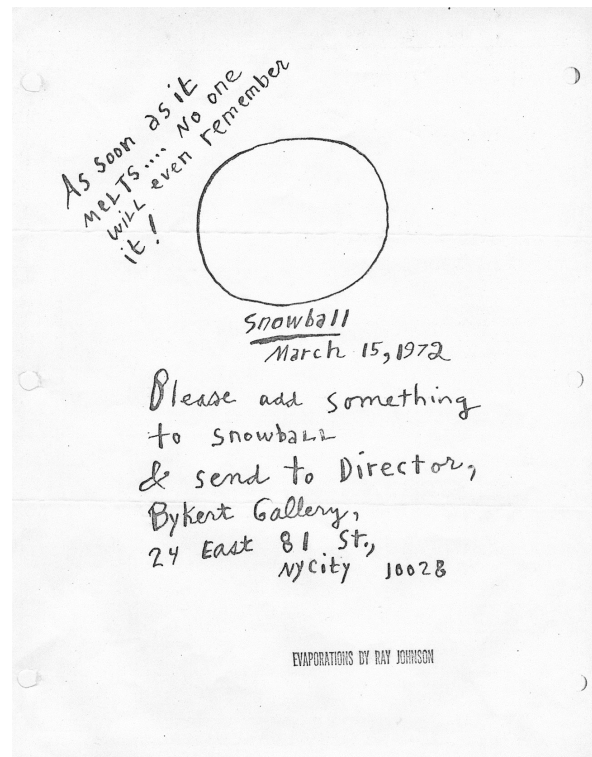 As soon as it
MeLTS.... No one
will even remember
it!
Snowball
March 15, 1972
Please add something
to snowball
& send to Director,
Bykert Gallery,
24 East 81 St.,
NYCity 10028
EVAPORATIONS BY RAY JOHNSON